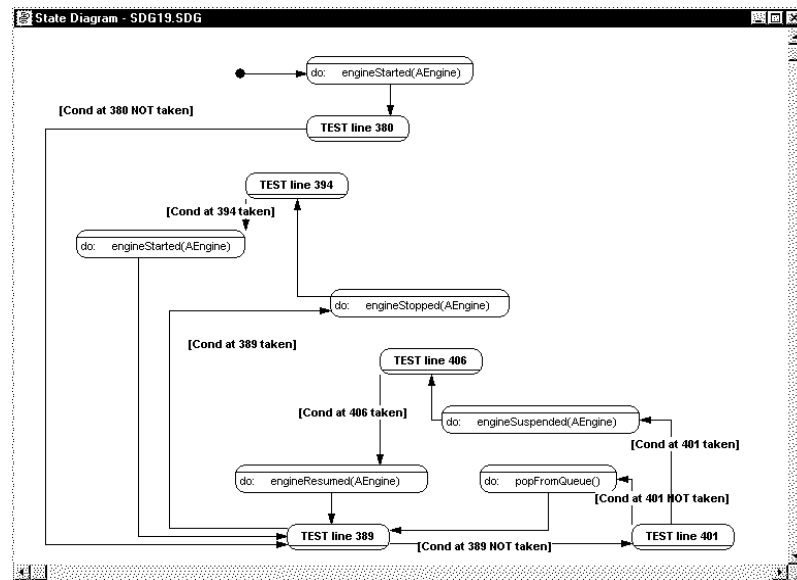 State Diagram - SDG19.SDG
do: engineStarted(AEngine)
[Cond at 380 NOT taken]
TEST line 380
TEST line 394
[Cond at 394 taken]
do: engineStarted(AEngine)
do: engineStopped(AEngine)
[Cond at 389 taken]
TEST line 406
[Cond at 406 taken]
do: engineSuspended(AEngine)
[Cond at 401 taken]
do: engineResumed(AEngine)
do: popFromQueue()
[Cond at 401 NOT taken]
TEST line 389
[Cond at 389 NOT taken]
TEST line 401